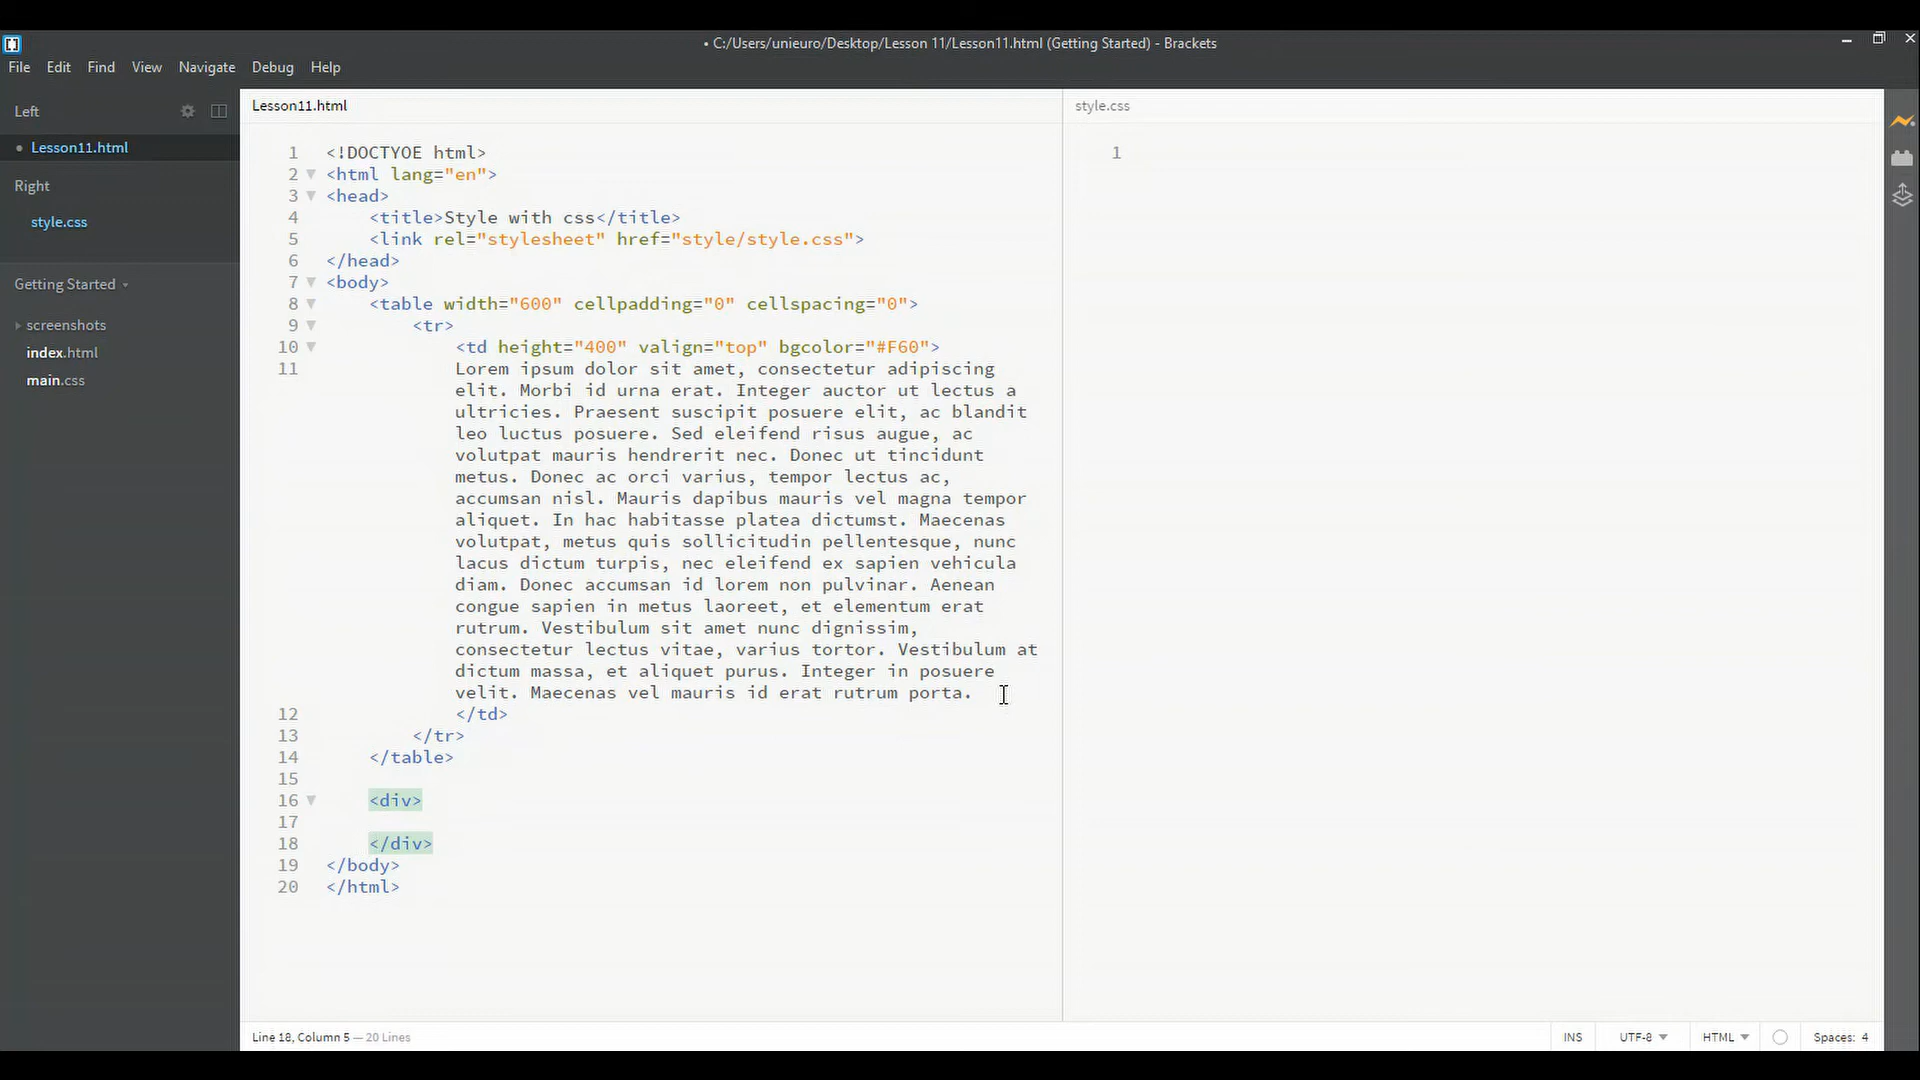 • C:/Users/unieuro/Desktop/Lesson 11/Lesson11.html (Getting Started) - Brackets
File Edit Find View Navigate Debug Help
Left
• Lesson11.html
Right
style.css
Getting Started
screenshots
index.html
main.css
Lesson11.html
1 <!DOCTYOE html>
2 <html lang="en">
3 <head>
4 <title>Style with css</title>
5 <link rel="stylesheet" href="style/style.css">
6 </head>
7 <body>
8 <table width="600" cellpadding="0" cellspacing="0">
9 <tr>
10 <td height="400" valign="top" bgcolor="#F60">
11 Lorem ipsum dolor sit amet, consectetur adipiscing
elit. Morbi id urna erat. Integer auctor ut lectus a
ultricies. Praesent suscipit posuere elit, ac blandit
leo luctus posuere. Sed eleifend risus augue, ac
volutpat mauris hendrerit nec. Donec ut tincidunt
metus. Donec ac orci varius, tempor lectus ac,
accumsan nisl. Mauris dapibus mauris vel magna tempor
aliquet. In hac habitasse platea dictumst. Maecenas
volutpat, metus quis sollicitudin pellentesque, nunc
lacus dictum turpis, nec eleifend ex sapien vehicula
diam. Donec accumsan id lorem non pulvinar. Aenean
congue sapien in metus laoreet, et elementum erat
rutrum. Vestibulum sit amet nunc dignissim,
consectetur lectus vitae, varius tortor. Vestibulum at
dictum massa, et aliquet purus. Integer in posuere
velit. Maecenas vel mauris id erat rutrum porta.
12 </td>
13 </tr>
14 </table>
15
16 <div>
17
18 </div>
19 </body>
20 </html>
style.css
1
Line 18, Column 5 — 20 Lines
INS UTF-8 HTML Spaces: 4